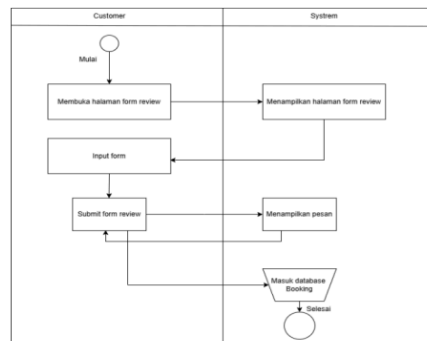 Customer
Systrem
Mulai
Membuka halaman form review
Menampilkan halaman form review
Input form
Submit form review
Menampilkan pesan
Masuk database
Booking
Selesai